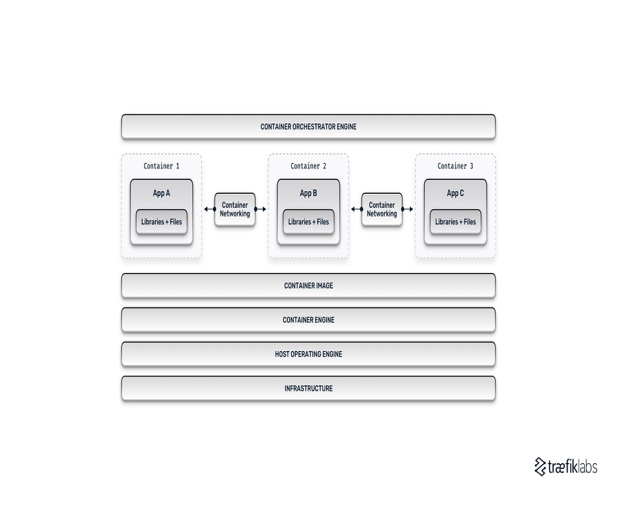 CONTAINER ORCHESTRATOR ENGINE
Container 1
Container 2
Container 3
App A
App B
App C
Container
Networking
Container
Networking
Libraries + Files
Libraries + Files
Libraries + Files
CONTAINER IMAGE
CONTAINER ENGINE
HOST OPERATING ENGINE
INFRASTRUCTURE
træfiklabs